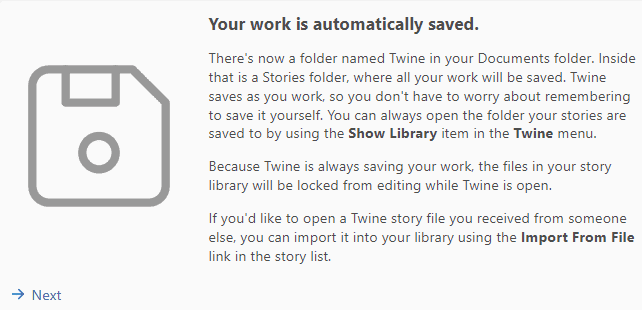 Your work is automatically saved.
There's now a folder named Twine in your Documents folder. Inside
that is a Stories folder, where all your work will be saved. Twine
saves as you work, so you don't have to worry about remembering
to save it yourself. You can always open the folder your stories are
saved to by using the Show Library item in the Twine menu.
Because Twine is always saving your work, the files in your story
library will be locked from editing while Twine is open.
If you'd like to open a Twine story file you received from someone
else, you can import it into your library using the Import From File
link in the story list.
Next